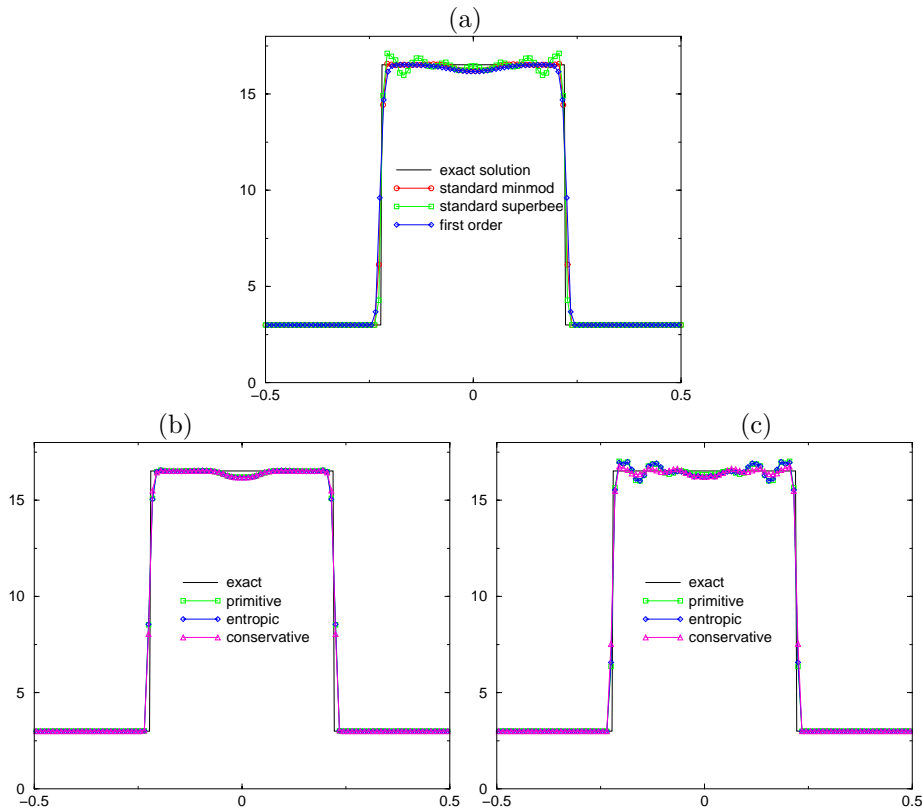 (a)
15
10
5
0
−0.5
0
0.5
exact solution
standard minmod
standard superbee
first order
(b)
15
10
5
0
−0.5
0
0.5
exact
primitive
entropic
conservative
(c)
15
10
5
0
−0.5
0
0.5
exact
primitive
entropic
conservative